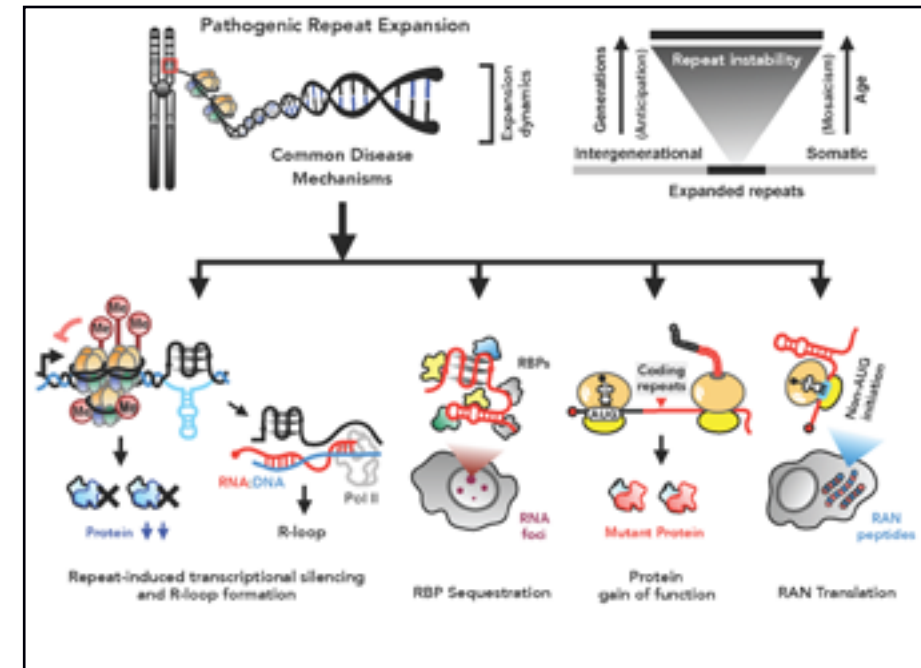 Pathogenic Repeat Expansion
Expansion
dynamics
Common Disease
Mechanisms
Repeat instability
Generations
(Anticipation)
(Mosaicism)
Age
Intergenerational
Somatic
Expanded repeats
Me
Me
Me
Me
Me
Protein
RNA:DNA
Pol II
R-loop
Repeat-induced transcriptional silencing
and R-loop formation
RBPs
RNA
foci
RBP Sequestration
Coding
repeats
AUG
Mutant Protein
Protein
gain of function
Non-AUG
initiation
RAN
peptides
RAN Translation